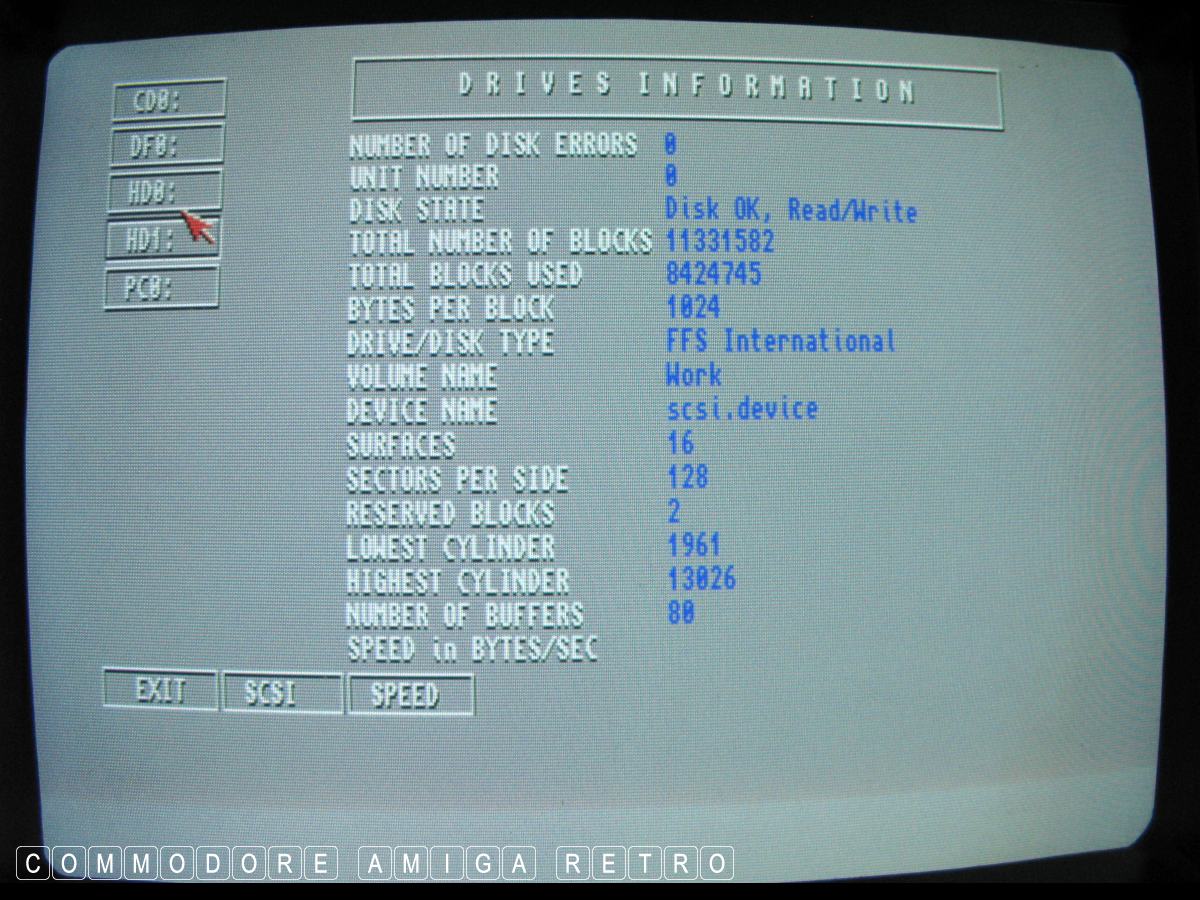 DRIVES INFORMATION
CD0:
DF0:
HD0:
HD1:
PC0:
NUMBER OF DISK ERRORS 0
UNIT NUMBER 0
DISK STATE Disk OK, Read/Write
TOTAL NUMBER OF BLOCKS 11331582
TOTAL BLOCKS USED 8424745
BYTES PER BLOCK 1024
DRIVE/DISK TYPE FFS International
VOLUME NAME Work
DEVICE NAME scsi.device
SURFACES 16
SECTORS PER SIDE 128
RESERVED BLOCKS 2
LOWEST CYLINDER 1961
HIGHEST CYLINDER 13026
NUMBER OF BUFFERS 80
SPEED in BYTES/SEC
EXIT SCSI SPEED
COMMODORE AMIGA RETRO